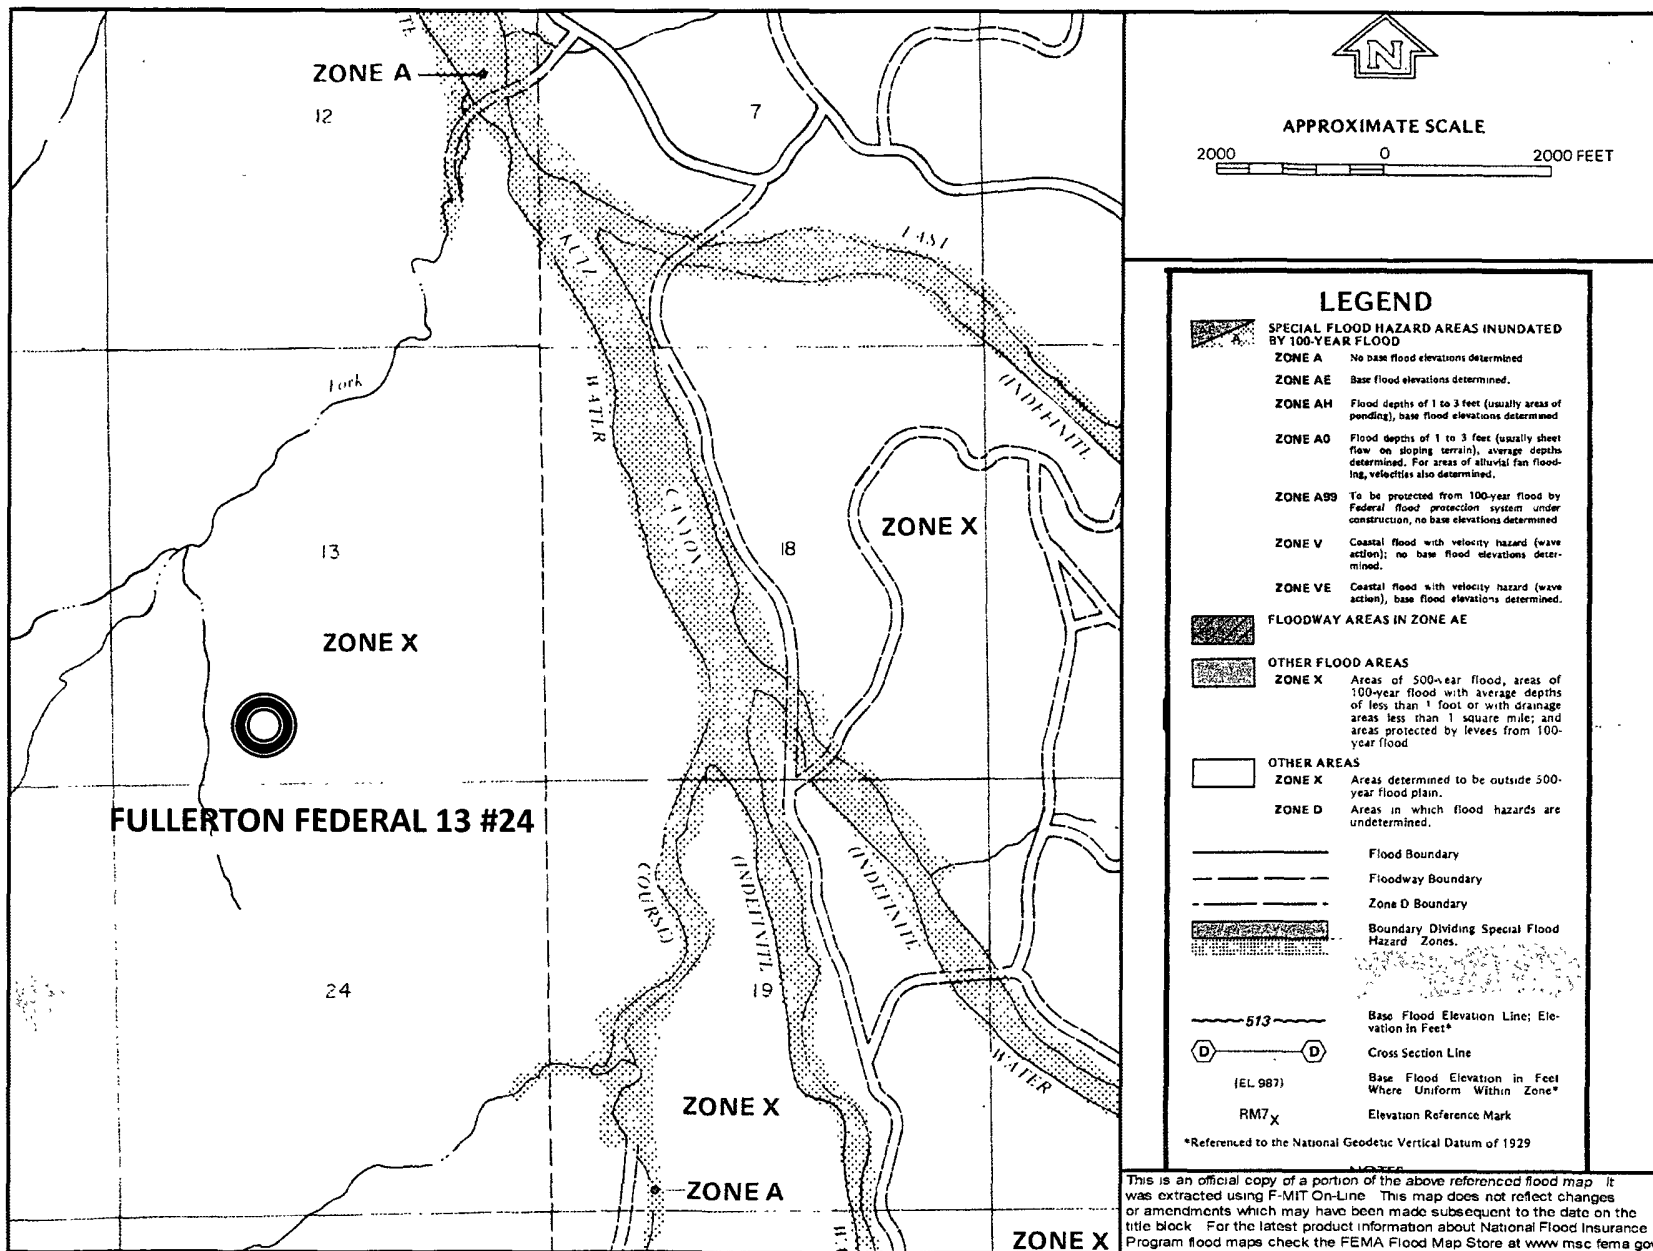 ZONE A
12
7
KUTZ
EAST
Fork
WATER
(INDEFINITE
CANYON
13
18
ZONE X
ZONE X
FULLERTON FEDERAL 13 #24
COURSE)
(INDEFINITE
(INDEFINITE
24
19
WATER
ZONE X
ZONE A
ZONE X
N
APPROXIMATE SCALE
2000 0 2000 FEET
LEGEND
SPECIAL FLOOD HAZARD AREAS INUNDATED
BY 100-YEAR FLOOD
ZONE A No base flood elevations determined
ZONE AE Base flood elevations determined.
ZONE AH Flood depths of 1 to 3 feet (usually areas of
ponding), base flood elevations determined
ZONE AO Flood depths of 1 to 3 feet (usually sheet
flow on sloping terrain), average depths
determined. For areas of alluvial fan flood-
ing, velocities also determined.
ZONE A99 To be protected from 100-year flood by
Federal flood protection system under
construction, no base elevations determined
ZONE V Coastal flood with velocity hazard (wave
action); no base flood elevations deter-
mined.
ZONE VE Coastal flood with velocity hazard (wave
action), base flood elevations determined.
FLOODWAY AREAS IN ZONE AE
OTHER FLOOD AREAS
ZONE X Areas of 500-year flood, areas of
100-year flood with average depths
of less than 1 foot or with drainage
areas less than 1 square mile; and
areas protected by levees from 100-
year flood
OTHER AREAS
ZONE X Areas determined to be outside 500-
year flood plain.
ZONE D Areas in which flood hazards are
undetermined.
Flood Boundary
Floodway Boundary
Zone D Boundary
Boundary Dividing Special Flood
Hazard Zones.
513 Base Flood Elevation Line; Ele-
vation in Feet*
D D Cross Section Line
(EL 987) Base Flood Elevation in Feet
Where Uniform Within Zone*
RM7X Elevation Reference Mark
*Referenced to the National Geodetic Vertical Datum of 1929
NOTES
This is an official copy of a portion of the above referenced flood map It
was extracted using F-MIT On-Line This map does not reflect changes
or amendments which may have been made subsequent to the date on the
title block For the latest product information about National Flood Insurance
Program flood maps check the FEMA Flood Map Store at www msc fema gov